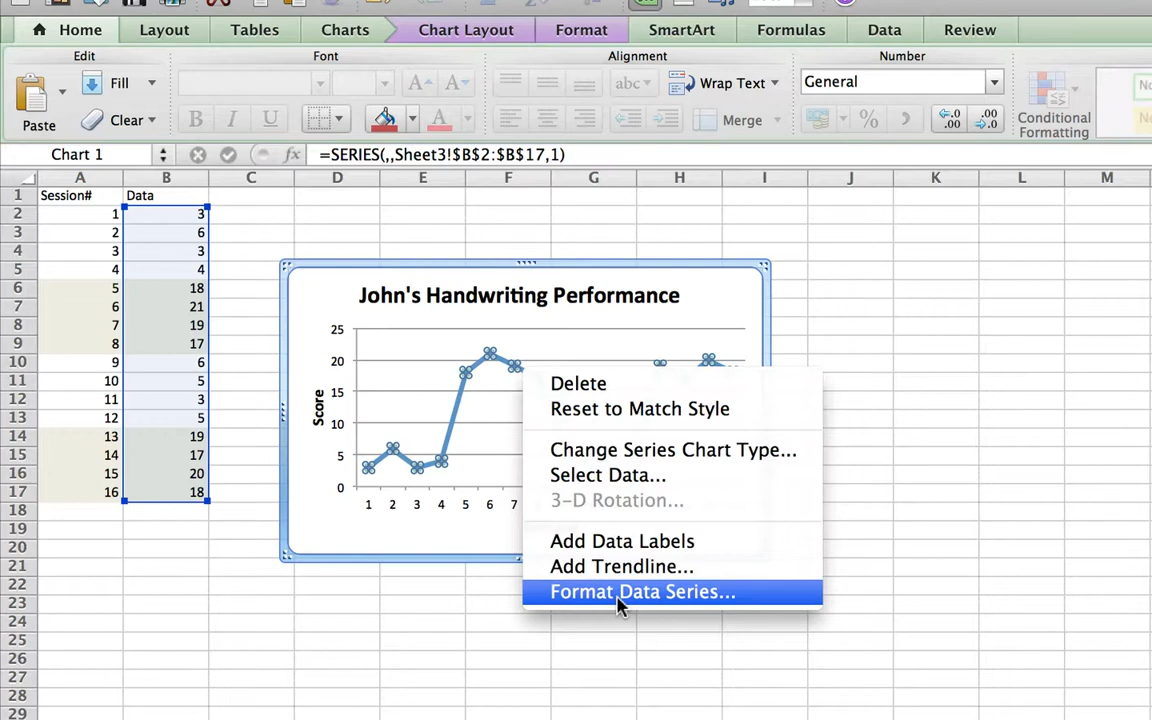 Home Layout Tables Charts Chart Layout Format SmartArt Formulas Data Review
Edit Font Alignment Number
Fill abc Wrap Text General
Paste Clear B I U A Merge % Conditional Formatting
Chart 1 fx =SERIES(,,Sheet3!$B$2:$B$17,1)
A B C D E F G H I J K L M
1 Session# Data
2 1 3
3 2 6
4 3 3
5 4 4
6 5 18
7 6 21
8 7 19
9 8 17
10 9 6
11 10 5
12 11 3
13 12 5
14 13 19
15 14 17
16 15 20
17 16 18
18
19
20
21
22
23
24
25
26
27
28
29
John's Handwriting Performance
Score
25
20
15
10
5
0
1 2 3 4 5 6 7
Delete
Reset to Match Style
Change Series Chart Type...
Select Data...
3-D Rotation...
Add Data Labels
Add Trendline...
Format Data Series...